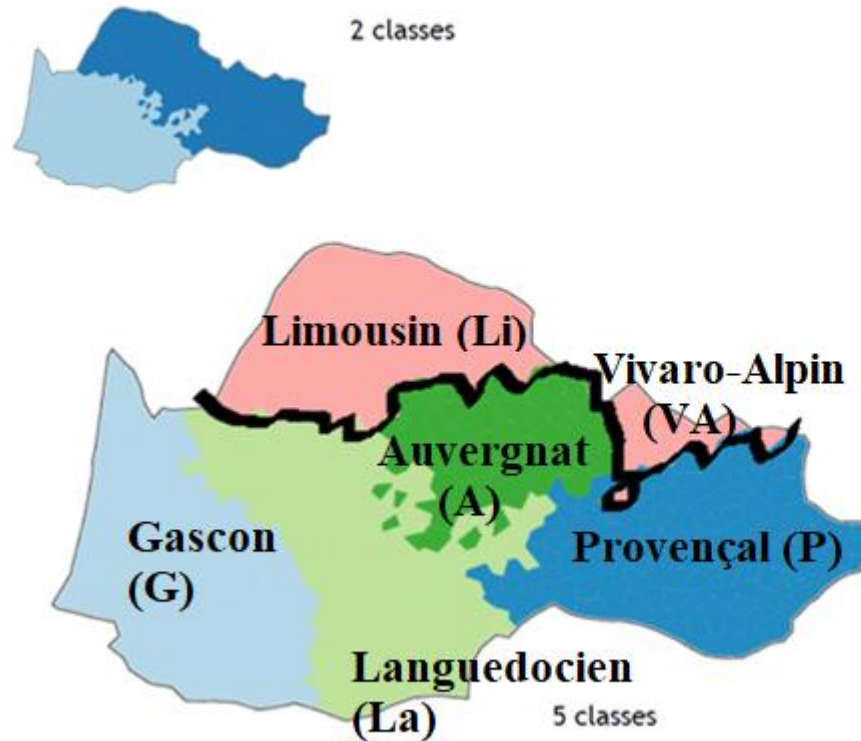 2 classes
Limousin (Li)
Vivaro-Alpin
(VA)
Auvergnat
(A)
Gascon
(G)
Provençal (P)
Languedocien
(La)
5 classes